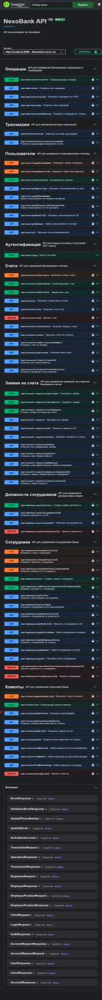 Swagger
/v3/api-docs
Explore
NexoBank API 1.0 OAS 3.1
/v3/api-docs
API documentation for NexoBank
Servers
http://localhost:8080 - Generated server url
Authorize
Операции API для управления банковскими операциями и переводами
POST /api/operations/transfer Перевод между счетами
GET /api/operations Получить все операции
GET /api/operations/{uuid} Получить операцию по UUID
GET /api/operations/my Получить мои операции
GET /api/operations/getByStatus Получить операции по статусу
Транзакции API для просмотра истории транзакций
GET /api/transactions/my Получить все мои транзакции
GET /api/transactions/account/{accountId}
Получить транзакции конкретного счета
Пользователи API для управления пользователями системы
PUT /api/user/changePhoneNumber Изменить номер телефона
PUT /api/user/changeEmail/{id} Изменить email пользователя
POST /api/user/verify/{token} Активировать аккаунт
GET /api/user/getByUserType Получить пользователей по типу
GET /api/user/getByPhoneNumber
Найти пользователя по номеру телефона
GET /api/user/getByPassportId/{passportId}
Найти пользователя по ID паспорта
GET /api/user/getById/{id} Получить пользователя по ID
GET /api/user/getByEmail Найти пользователя по email
GET /api/user/all Получить всех пользователей
Аутентификация API для входа в систему и получения JWT токена
POST /api/auth/login Вход в систему
Счета API для управления банковскими счетами
PUT /api/accounts/{id}/status Изменить статус счета
POST /api/accounts/{id}/unblock Разблокировать счет
POST /api/accounts/{id}/freeze Заморозить счет
GET /api/accounts Получить список всех счетов
GET /api/accounts/{id} Получить счет по ID
DELETE /api/accounts/{id} Удалить счет
GET /api/accounts/{id}/balance Получить баланс счета
GET /api/accounts/status Получить счета по статусу
GET /api/accounts/number/{accountNumber}
Получить счет по номеру
GET /api/accounts/myAccounts Получить мои счета
GET /api/accounts/client/{clientId}
Получить все счета клиента
GET /api/accounts/client/{clientId}/active
Получить активные счета клиента
Заявки на счета API для управления заявками на открытие банковских счетов
POST /api/account-requests/{id}/reject Отклонить заявку
POST /api/account-requests/{id}/approve Одобрить заявку
POST /api/account-requests/createRequest
Создать заявку на открытие счета
GET /api/account-requests Получить все заявки
GET /api/account-requests/{id} Получить заявку по ID
GET /api/account-requests/status/ Получить заявки по статусу
GET /api/account-requests/pending
Получить все ожидающие заявки
GET /api/account-requests/myClient
Получить мои заявки (клиент)
GET /api/account-requests/myEmployee
Получить мои обработанные заявки (сотрудник)
GET /api/account-requests/employee/{employeeId}
Получить заявки, обработанные сотрудником
GET /api/account-requests/client/{clientId}
Получить заявки клиента
Должности сотрудников API для управления должностями в банке
POST /api/employee-position/save Создать новую должность
GET /api/employee-position/getById/{id}
Получить должность по ID
GET /api/employee-position/getAll Получить все должности
DELETE /api/employee-position/delete/{id} Удалить должность
Сотрудники API для управления сотрудниками банка
PUT /api/employee/changeStatus/{id}
Изменить статус сотрудника
PUT /api/employee/changeSalary/{id}
Изменить зарплату сотрудника
PUT /api/employee/changePosition/{employeeId}
Изменить должность сотрудника
POST /api/employee/save Создать нового сотрудника
POST /api/employee/addPosition/{positionId}/{employeeId}
Добавить должность сотруднику
GET /api/employee/myProfile
Получить мой профиль (сотрудник)
GET /api/employee/getuserById
Получить сотрудника по ID пользователя
GET /api/employee/getByPosition/{id}
Получить сотрудников по должности
GET /api/employee/getById/{id} Получить сотрудника по ID
GET /api/employee/getByFirstName Найти сотрудников по имени
GET /api/employee/getByEmployeeStatus
Получить сотрудников по статусу
GET /api/employee/getByEmail Найти сотрудника по email
GET /api/employee/getAll Получить всех сотрудников
DELETE /api/employee/removePosition/{positionId}/{employeeId}
Удалить должность у сотрудника
DELETE /api/employee/fireEmployee/{id} Уволить сотрудника
Клиенты API для управления клиентами банка
PUT /api/client/updateStatus/{id} Изменить статус клиента
POST /api/client/save Регистрация нового клиента
GET /api/client/getMyProfile Получить мой профиль
GET /api/client/getClientCountByStatus
Получить количество клиентов по статусу
GET /api/client/getBy/{id} Получить клиента по ID
GET /api/client/getAll Получить всех клиентов по статусу
GET /api/client/findByUserId Найти клиента по ID пользователя
GET /api/client/findByDate Найти клиентов по дате регистрации
GET /api/client/findByDateRange Найти клиентов за период
DELETE /api/client/deleteBy/{id} Удалить клиента
Schemas
ErrorResponse Expand all object
ValidationErrorResponse Expand all object
UpdatePhoneNumber Expand all object
UpdateEmail Expand all object
ActivationAccount Expand all object
TransactionRequest Expand all object
OperationResponse Expand all object
TransactionResponse Expand all object
EmployeeRequest Expand all object
EmployeeResponse Expand all object
EmployeePositionRequest Expand all object
EmployeePositionResponse Expand all object
ClientRequest Expand all object
LoginRequest Expand all object
AuthResponse Expand all object
AccountRequestResponse Expand all object
AccountRequestRequest Expand all object
UserResponse Expand all object
ClientResponse Expand all object
AccountResponse Expand all object